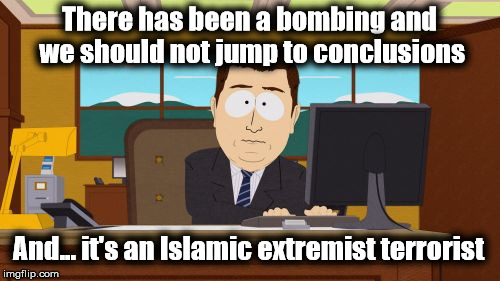 There has been a bombing and
we should not jump to conclusions
And... it's an Islamic extremist terrorist
imgflip.com